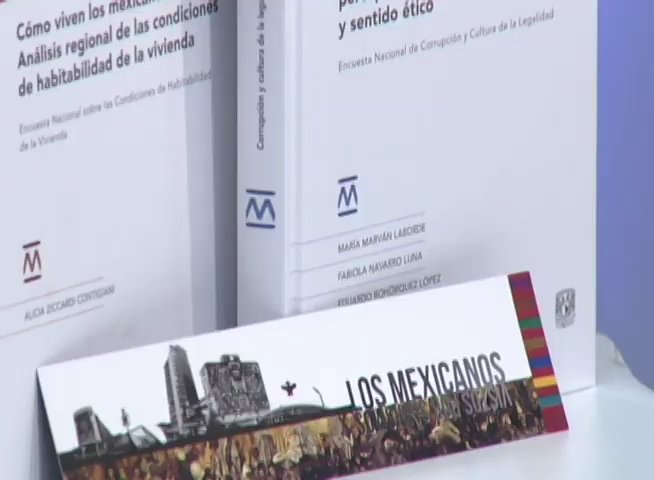 Cómo viven los
Análisis regional de las condiciones
de habitabilidad de la vivienda
Encuesta Nacional sobre las Condiciones de Habitabilidad
de la Vivienda
ALICIA ZICCARDI CONTIGIANI
Corrupción y cultura de la
y sentido ético
Encuesta Nacional de Corrupción y Cultura de la Legalidad
MARÍA MARVÁN LABORDE
FABIOLA NAVARRO LUNA
EDUARDO BOHÓRQUEZ LÓPEZ
LOS MEXICANOS